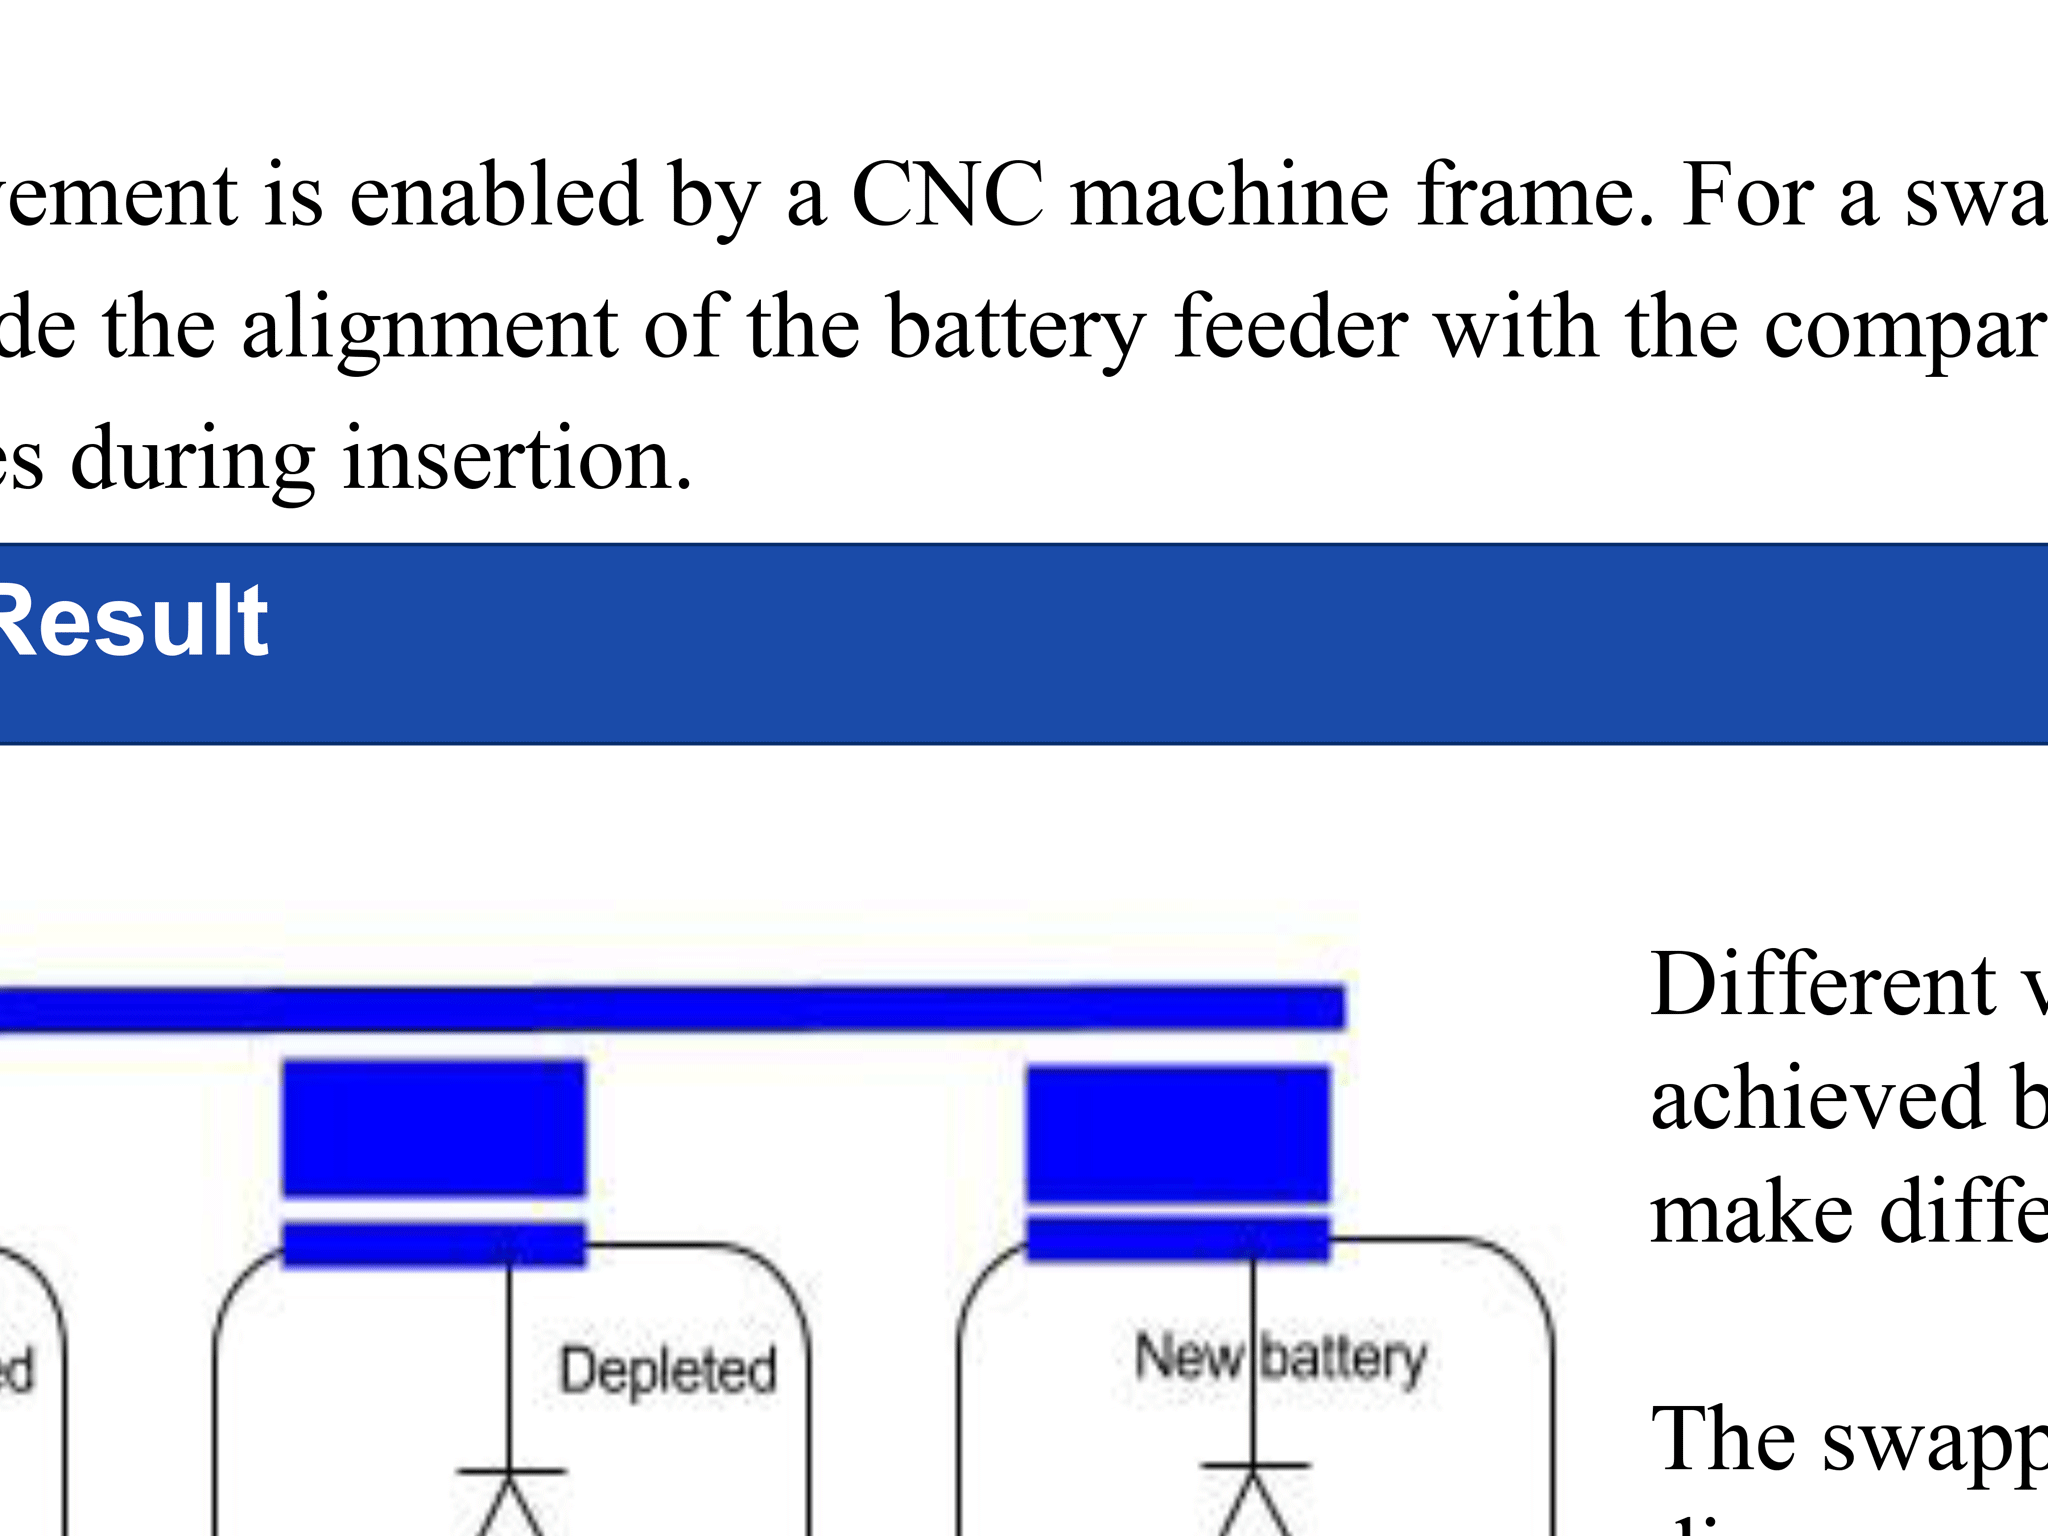 vement is enabled by a CNC machine frame. For a swa
de the alignment of the battery feeder with the compar
es during insertion.
Result
Different v
achieved b
make diffe
ed
Depleted
New battery
The swapp